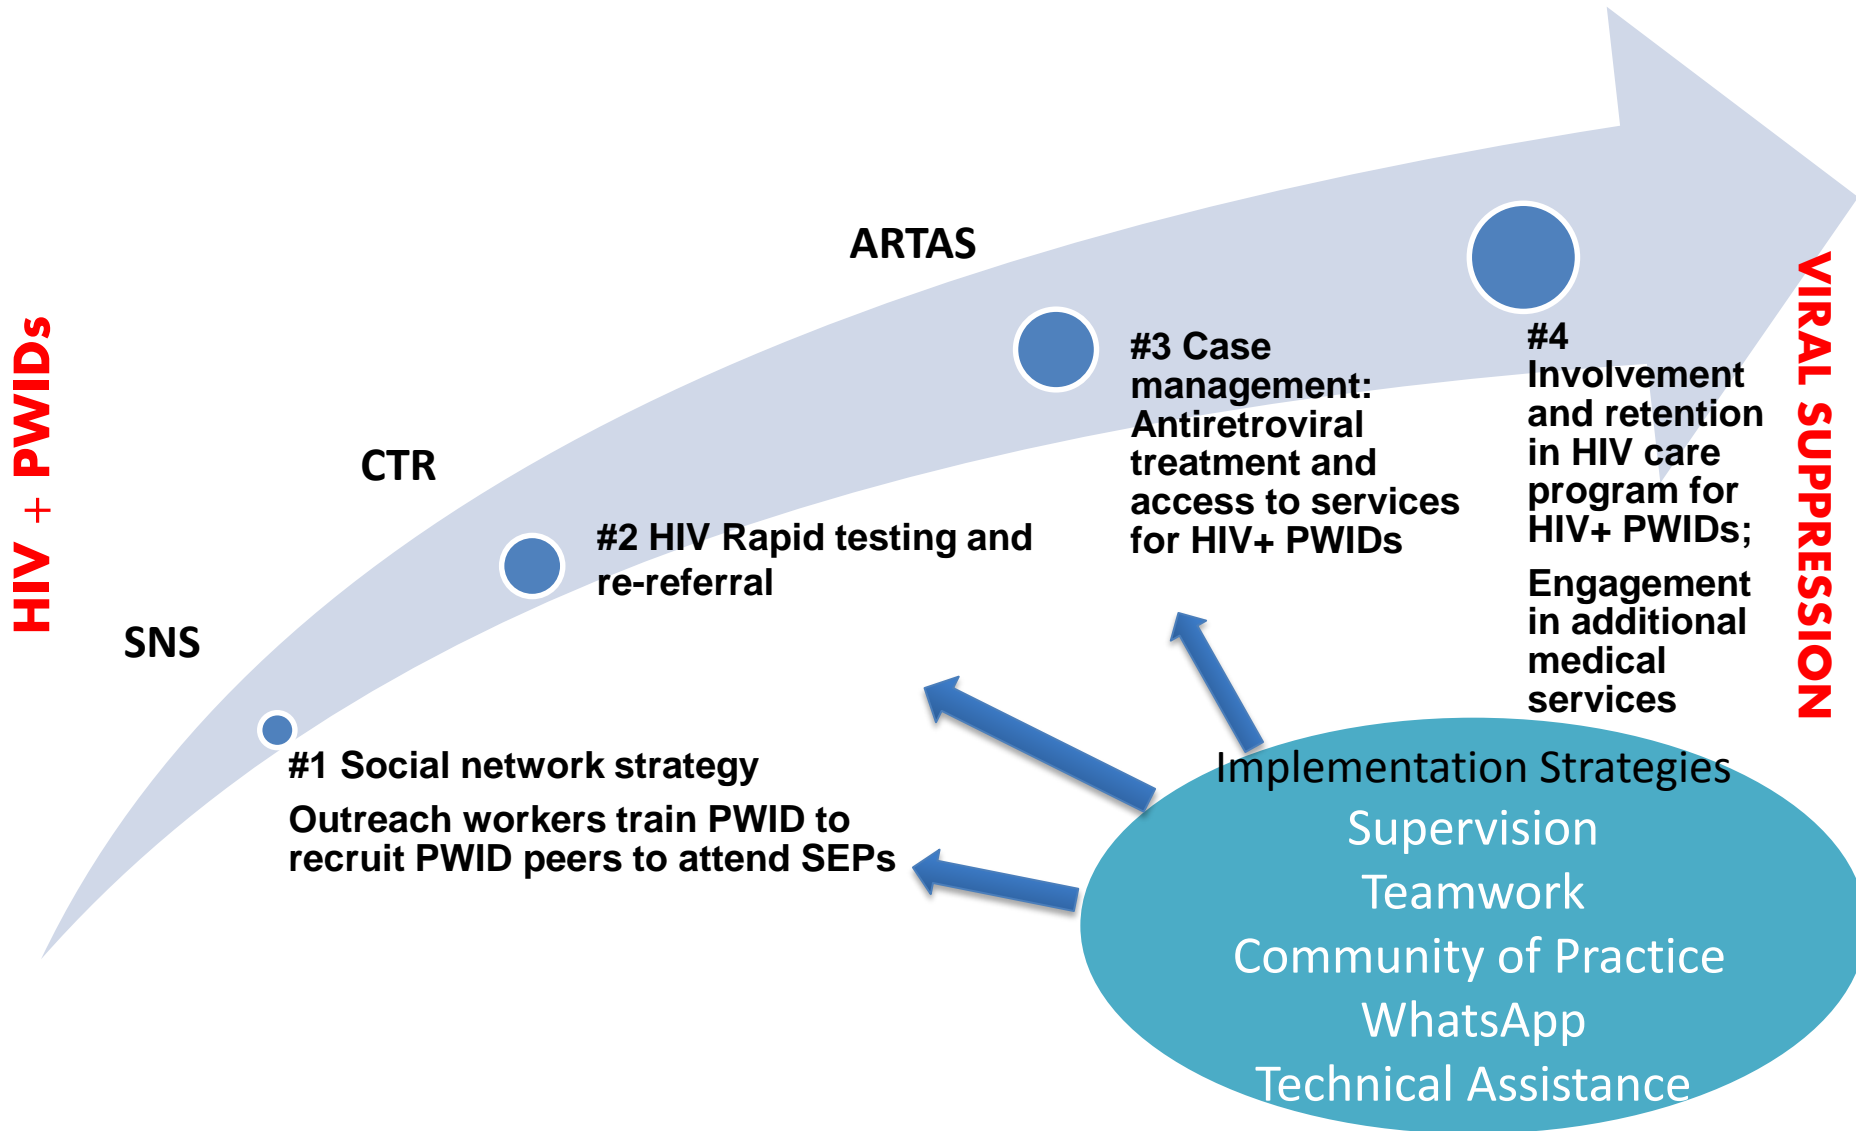 HIV + PWIDs
SNS
CTR
ARTAS
#1 Social network strategy
Outreach workers train PWID to
recruit PWID peers to attend SEPs
#2 HIV Rapid testing and
re-referral
#3 Case
management:
Antiretroviral
treatment and
access to services
for HIV+ PWIDs
#4
Involvement
and retention
in HIV care
program for
HIV+ PWIDs;
Engagement
in additional
medical
services
VIRAL SUPPRESSION
Implementation Strategies
Supervision
Teamwork
Community of Practice
WhatsApp
Technical Assistance